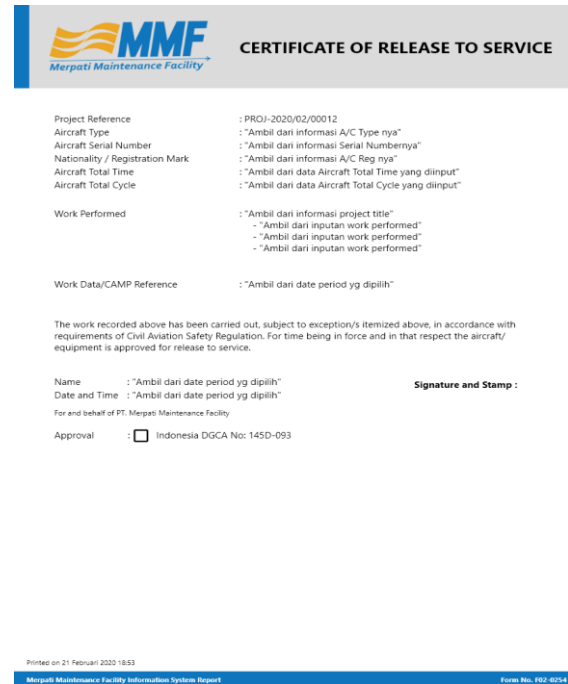 MMF
Merpati Maintenance Facility
CERTIFICATE OF RELEASE TO SERVICE
Project Reference : PROJ-2020/02/00012
Aircraft Type : "Ambil dari informasi A/C Type nya"
Aircraft Serial Number : "Ambil dari informasi Serial Numbernya"
Nationality / Registration Mark : "Ambil dari informasi A/C Reg nya"
Aircraft Total Time : "Ambil dari data Aircraft Total Time yang diinput"
Aircraft Total Cycle : "Ambil dari data Aircraft Total Cycle yang diinput"
Work Performed : "Ambil dari informasi project title"
- "Ambil dari inputan work performed"
- "Ambil dari inputan work performed"
- "Ambil dari inputan work performed"
Work Data/CAMP Reference : "Ambil dari date period yg dipilih"
The work recorded above has been carried out, subject to exception/s itemized above, in accordance with
requirements of Civil Aviation Safety Regulation. For time being in force and in that respect the aircraft/
equipment is approved for release to service.
Name : "Ambil dari date period yg dipilih"
Signature and Stamp :
Date and Time : "Ambil dari date period yg dipilih"
For and behalf of PT. Merpati Maintenance Facility
Approval : Indonesia DGCA No: 145D-093
Printed on 21 Februari 2020 18:53
Merpati Maintenance Facility Information System Report Form No. F02-0254